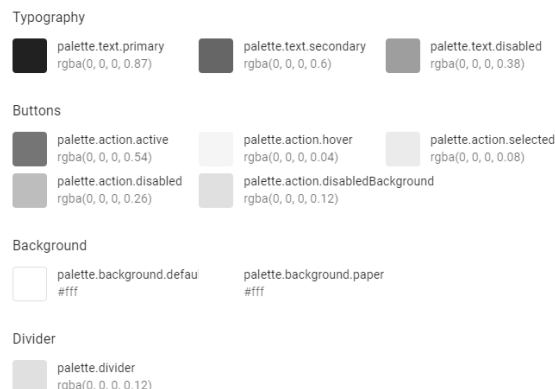 Typography
palette.text.primary
rgba(0, 0, 0, 0.87)
palette.text.secondary
rgba(0, 0, 0, 0.6)
palette.text.disabled
rgba(0, 0, 0, 0.38)
Buttons
palette.action.active
rgba(0, 0, 0, 0.54)
palette.action.hover
rgba(0, 0, 0, 0.04)
palette.action.selected
rgba(0, 0, 0, 0.08)
palette.action.disabled
rgba(0, 0, 0, 0.26)
palette.action.disabledBackground
rgba(0, 0, 0, 0.12)
Background
palette.background.defau
#fff
palette.background.paper
#fff
Divider
palette.divider
rgba(0, 0, 0, 0.12)